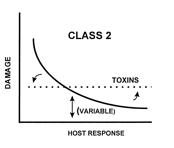 CLASS 2
DAMAGE
TOXINS
(VARIABLE)
HOST RESPONSE